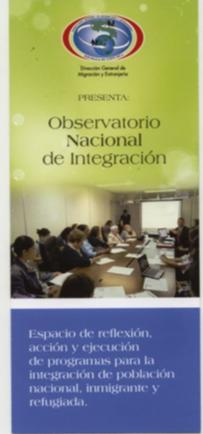 Dirección General de
Migración y Extranjería
PRESENTA:
Observatorio
Nacional
de Integración
Espacio de reflexión,
acción y ejecución
de programas para la
integración de población
nacional, inmigrante y
refugiada.